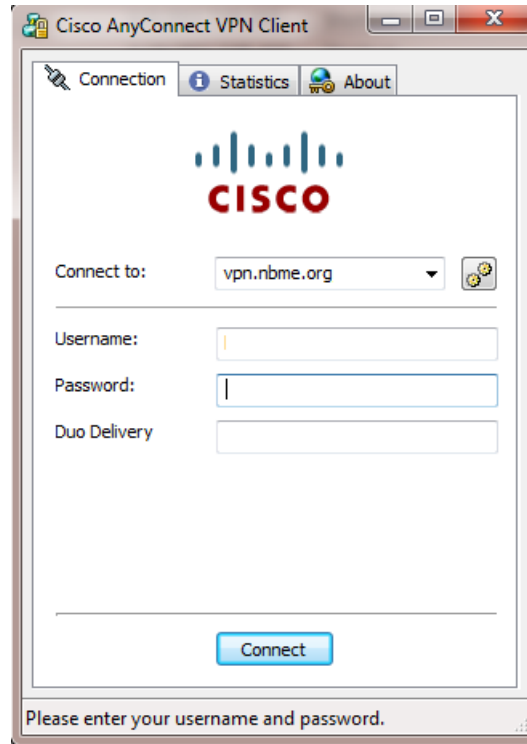 Cisco AnyConnect VPN Client
Connection Statistics About
CISCO
Connect to: vpn.nbme.org
Username:
Password:
Duo Delivery
Connect
Please enter your username and password.